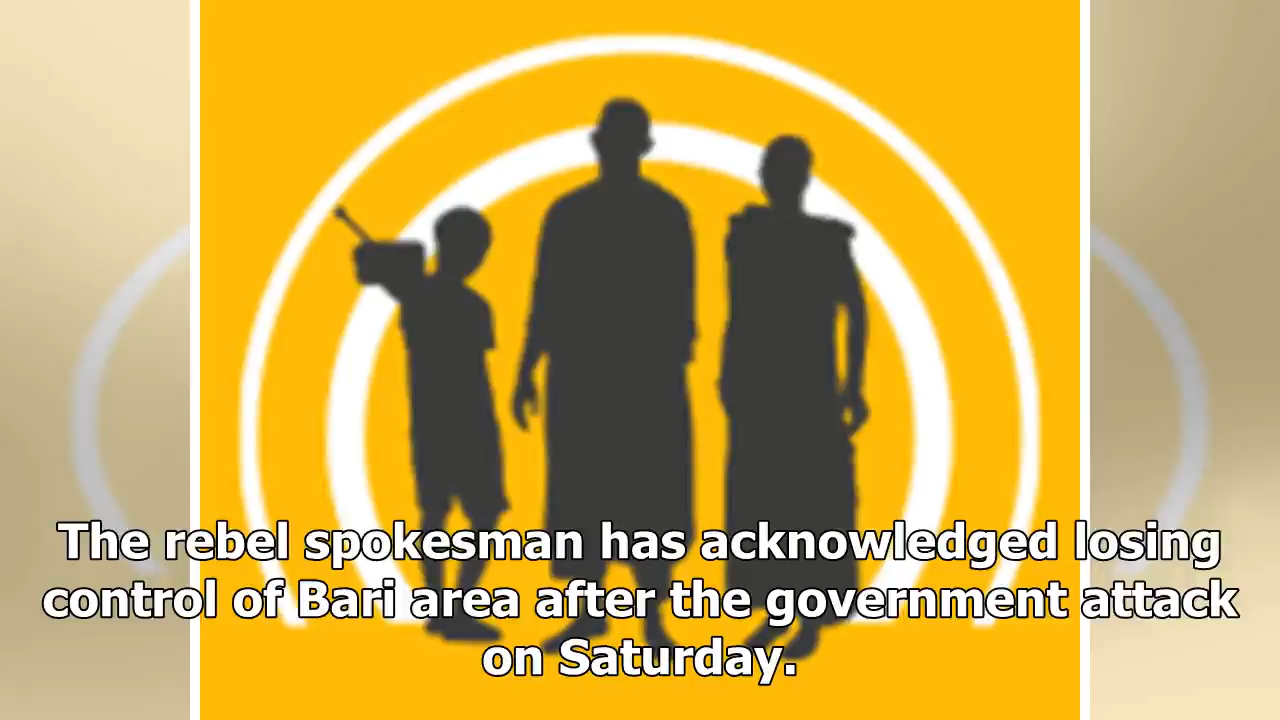 The rebel spokesman has acknowledged losing
control of Bari area after the government attack
on Saturday.